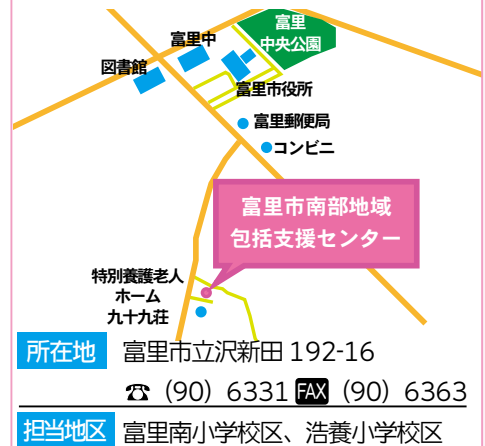 富里
中央公園
富里中
図書館
富里市役所
富里郵便局
コンビニ
富里市南部地域
包括支援センター
特別養護老人
ホーム
九十九荘
所在地 富里市立沢新田 192-16
☎ (90) 6331 FAX (90) 6363
担当地区 富里南小学校区、浩養小学校区